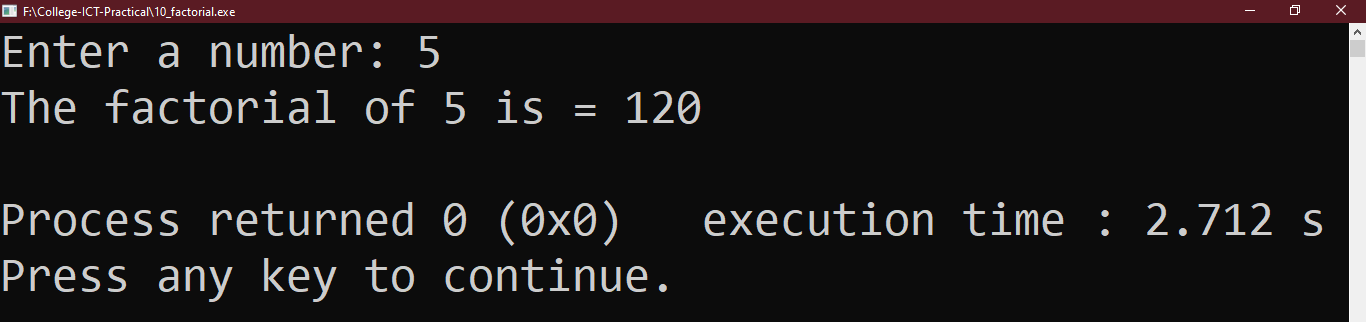 F:\College-ICT-Practical\10_factorial.exe
Enter a number: 5
The factorial of 5 is = 120
Process returned 0 (0x0)   execution time : 2.712 s
Press any key to continue.